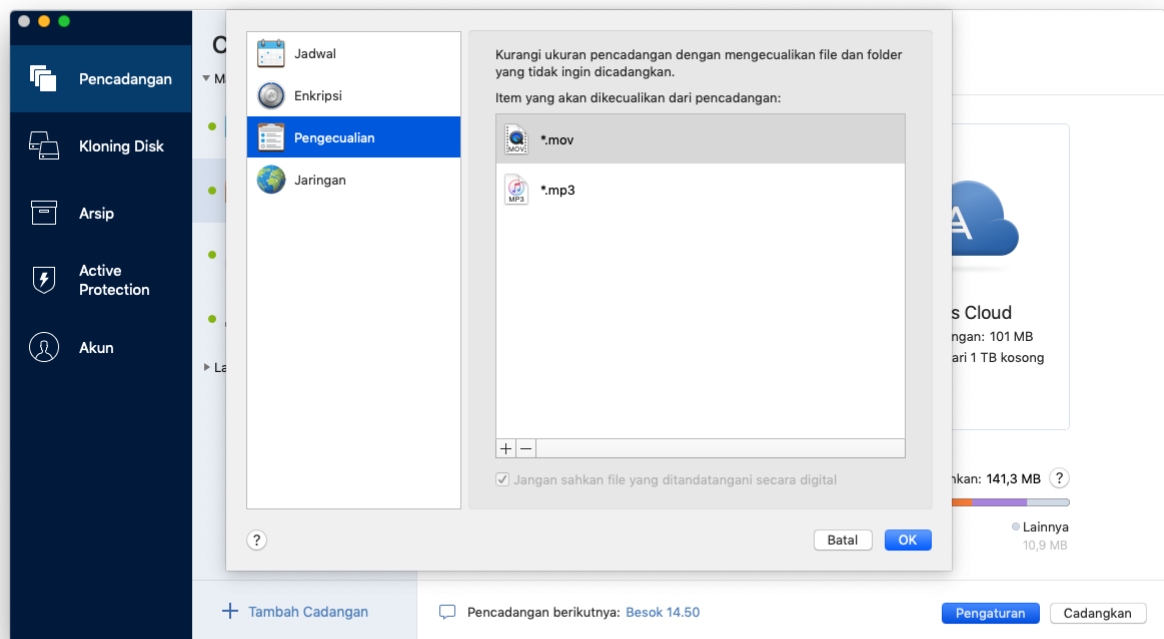 Pencadangan
Kloning Disk
Arsip
Active
Protection
Akun
Jadwal
Enkripsi
Pengecualian
Jaringan
Kurangi ukuran pencadangan dengan mengecualikan file dan folder
yang tidak ingin dicadangkan.
Item yang akan dikecualikan dari pencadangan:
MOV
*.mov
MP3
*.mp3
Jangan sahkan file yang ditandatangani secara digital
?
Batal
OK
s Cloud
ngan: 101 MB
ari 1 TB kosong
nkan: 141,3 MB ?
Lainnya
10,9 MB
Tambah Cadangan
Pencadangan berikutnya: Besok 14.50
Pengaturan
Cadangkan